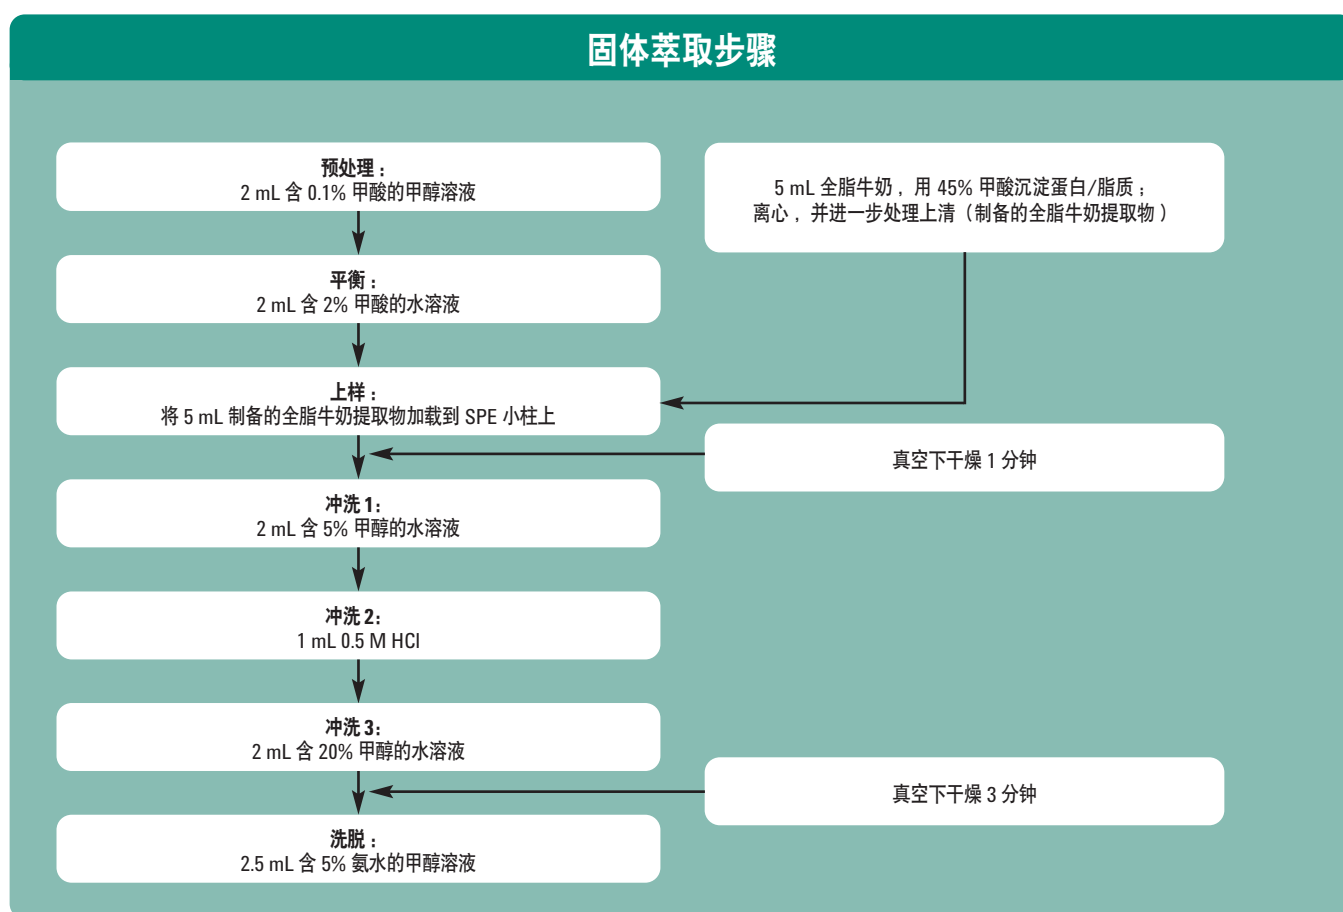 固体萃取步骤
预处理：
2 mL 含 0.1% 甲酸的甲醇溶液
5 mL 全脂牛奶，用 45% 甲酸沉淀蛋白/脂质；
离心，并进一步处理上清（制备的全脂牛奶提取物）
平衡：
2 mL 含 2% 甲酸的水溶液
上样：
将 5 mL 制备的全脂牛奶提取物加载到 SPE 小柱上
真空下干燥 1 分钟
冲洗 1：
2 mL 含 5% 甲醇的水溶液
冲洗 2：
1 mL 0.5 M HCl
冲洗 3：
2 mL 含 20% 甲醇的水溶液
真空下干燥 3 分钟
洗脱：
2.5 mL 含 5% 氨水的甲醇溶液